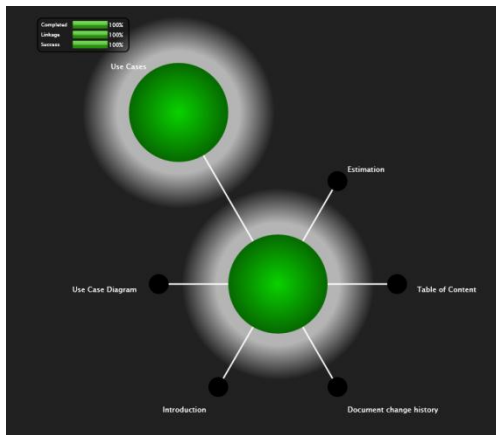 Completed 100%
Linkage 100%
Success 100%
Use Cases
Estimation
Use Case Diagram
Table of Content
Introduction
Document change history